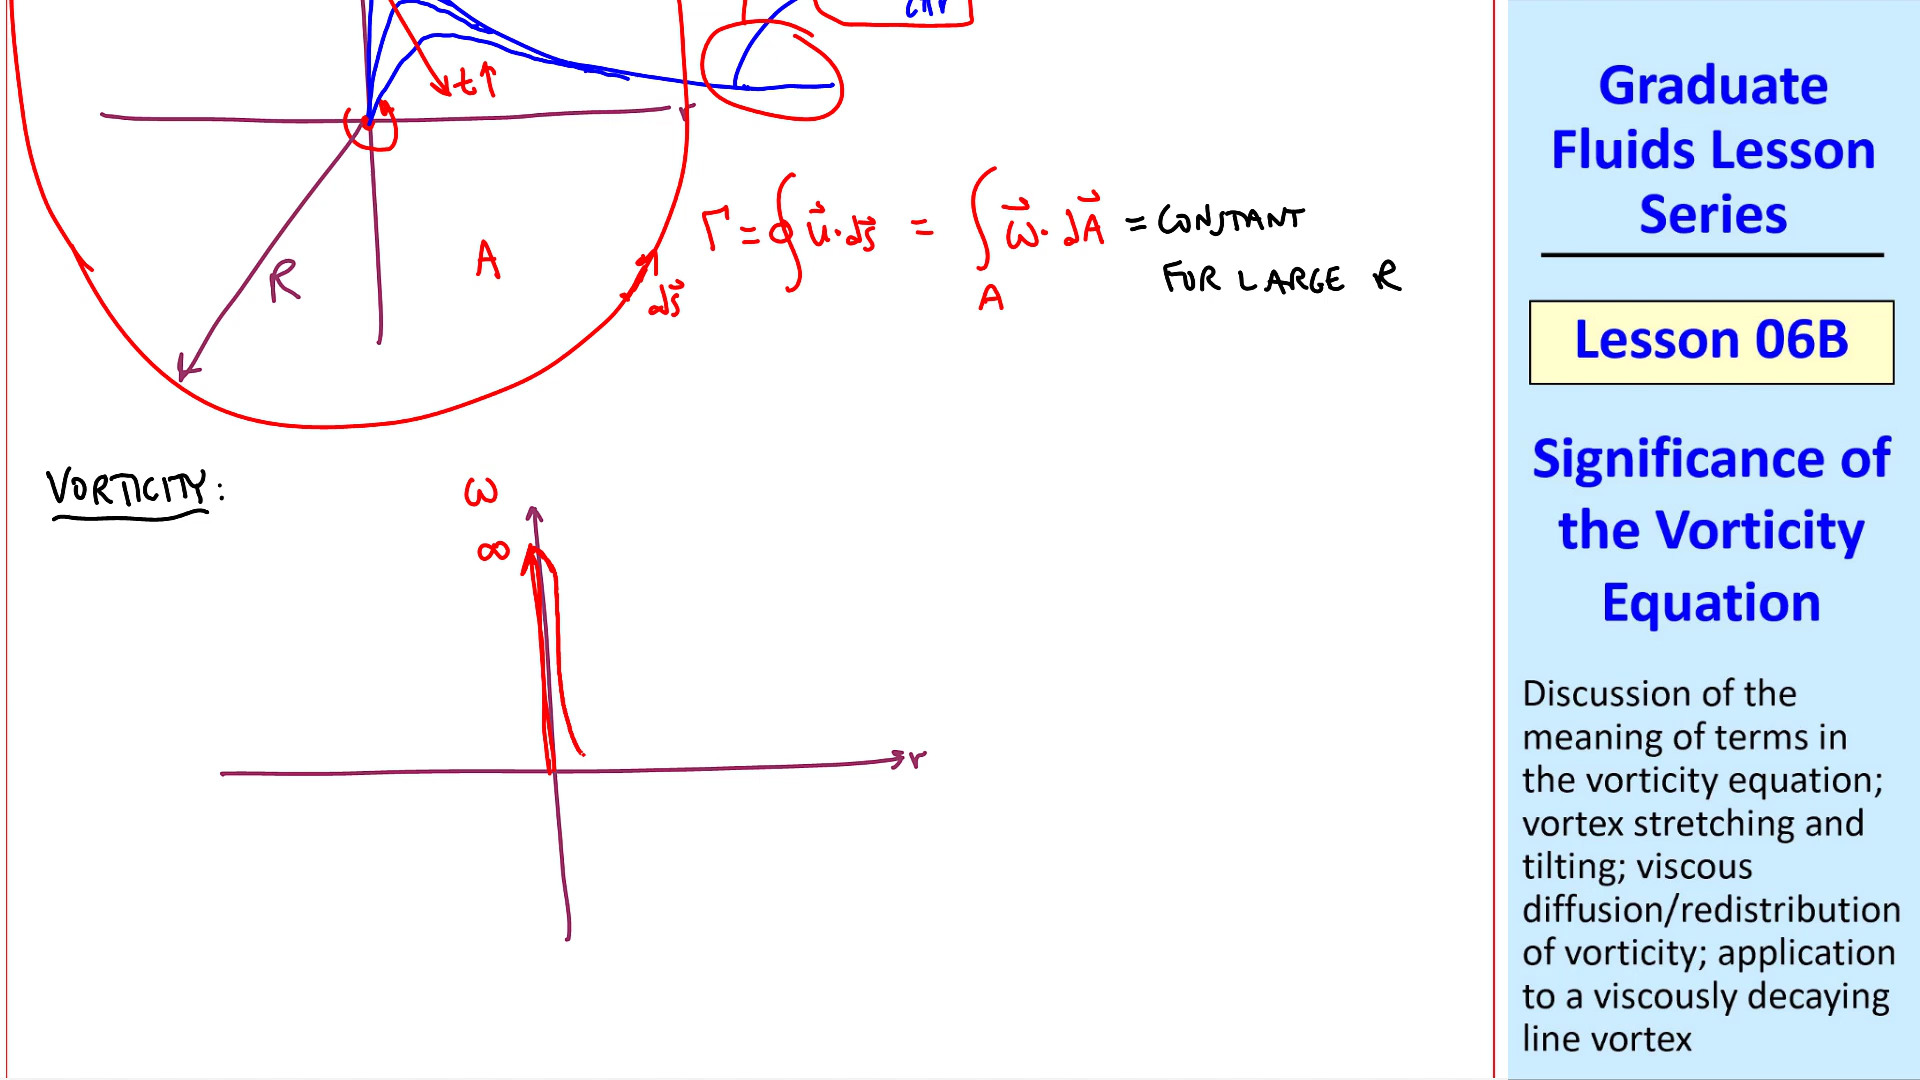 t↑
r
Γ = ∮ u⃗·ds⃗ = ∫_A ω⃗·dA⃗ = CONSTANT
FOR LARGE R
A
R
ds⃗
VORTICITY:
ω
∞
r
Graduate
Fluids Lesson
Series
Lesson 06B
Significance of
the Vorticity
Equation
Discussion of the
meaning of terms in
the vorticity equation;
vortex stretching and
tilting; viscous
diffusion/redistribution
of vorticity; application
to a viscously decaying
line vortex